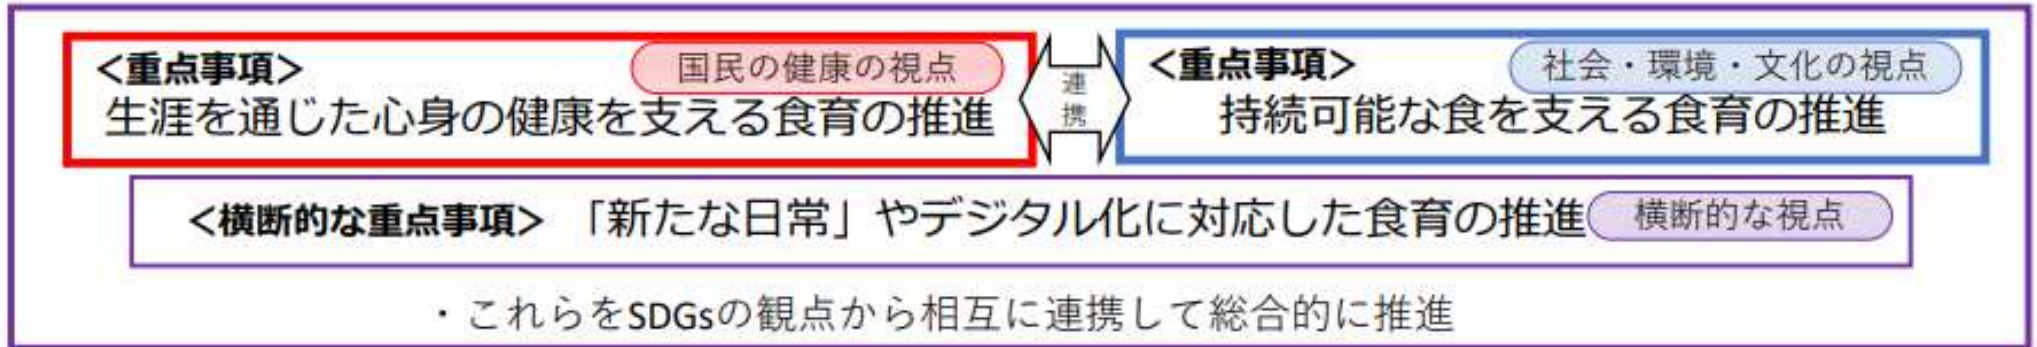 <重点事項> 国民の健康の視点
生涯を通じた心身の健康を支える食育の推進
連携
<重点事項> 社会・環境・文化の視点
持続可能な食を支える食育の推進
<横断的な重点事項> 「新たな日常」やデジタル化に対応した食育の推進 横断的な視点
・これらをSDGsの観点から相互に連携して総合的に推進